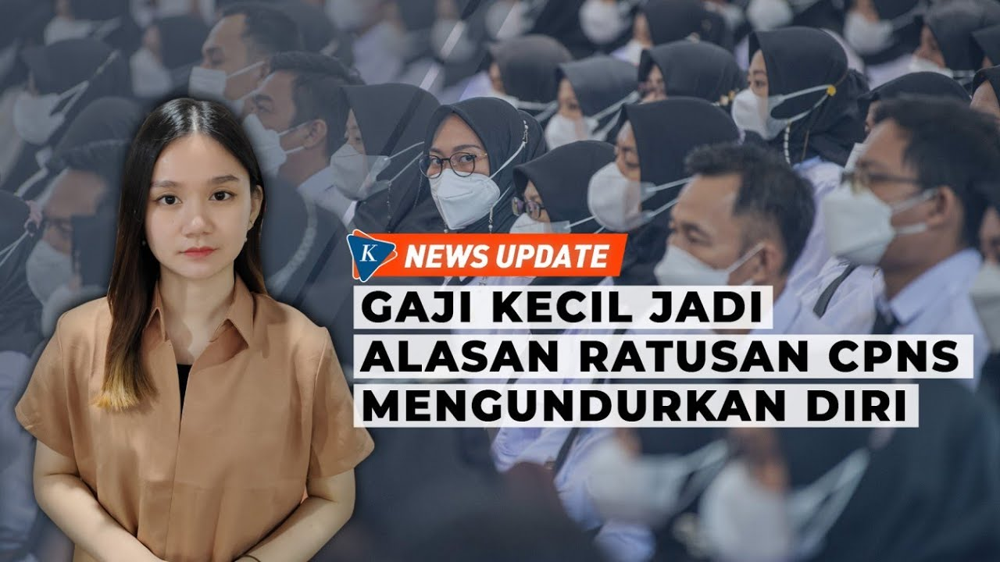 K NEWS UPDATE
GAJI KECIL JADI
ALASAN RATUSAN CPNS
MENGUNDURKAN DIRI